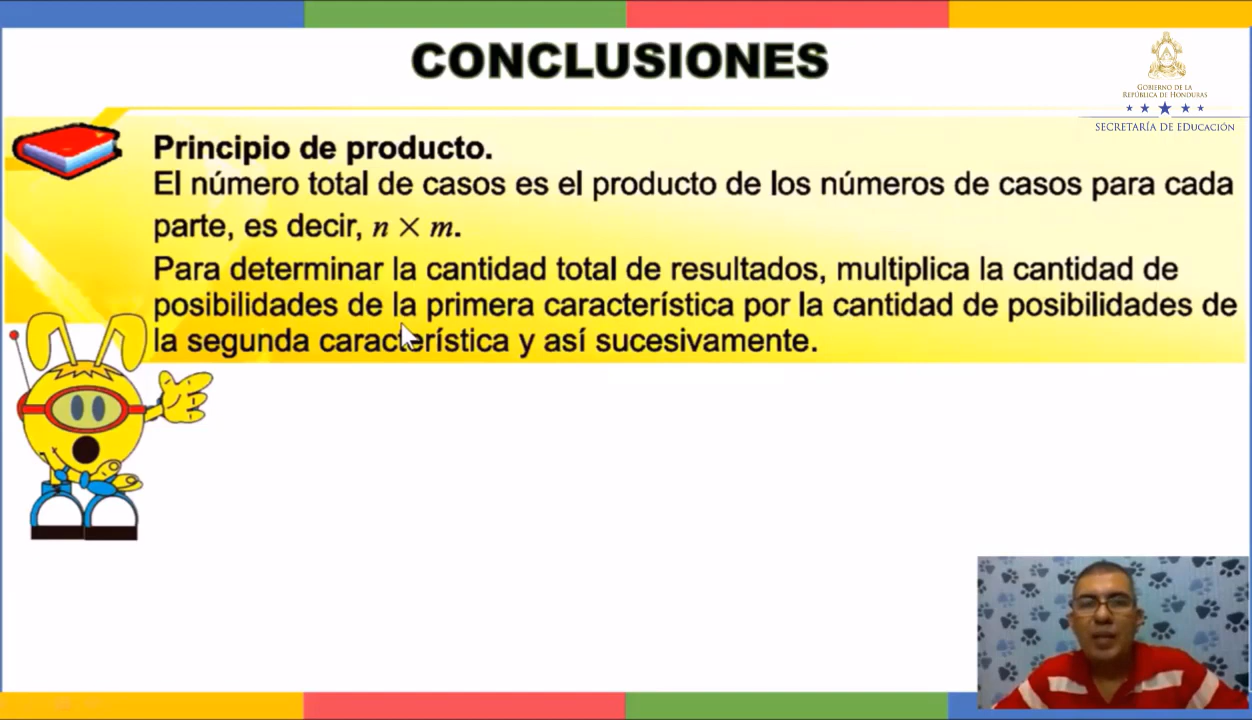 CONCLUSIONES
GOBIERNO DE LA
REPÚBLICA DE HONDURAS
SECRETARÍA DE EDUCACIÓN
Principio de producto.
El número total de casos es el producto de los números de casos para cada
parte, es decir, n × m.
Para determinar la cantidad total de resultados, multiplica la cantidad de
posibilidades de la primera característica por la cantidad de posibilidades de
la segunda característica y así sucesivamente.